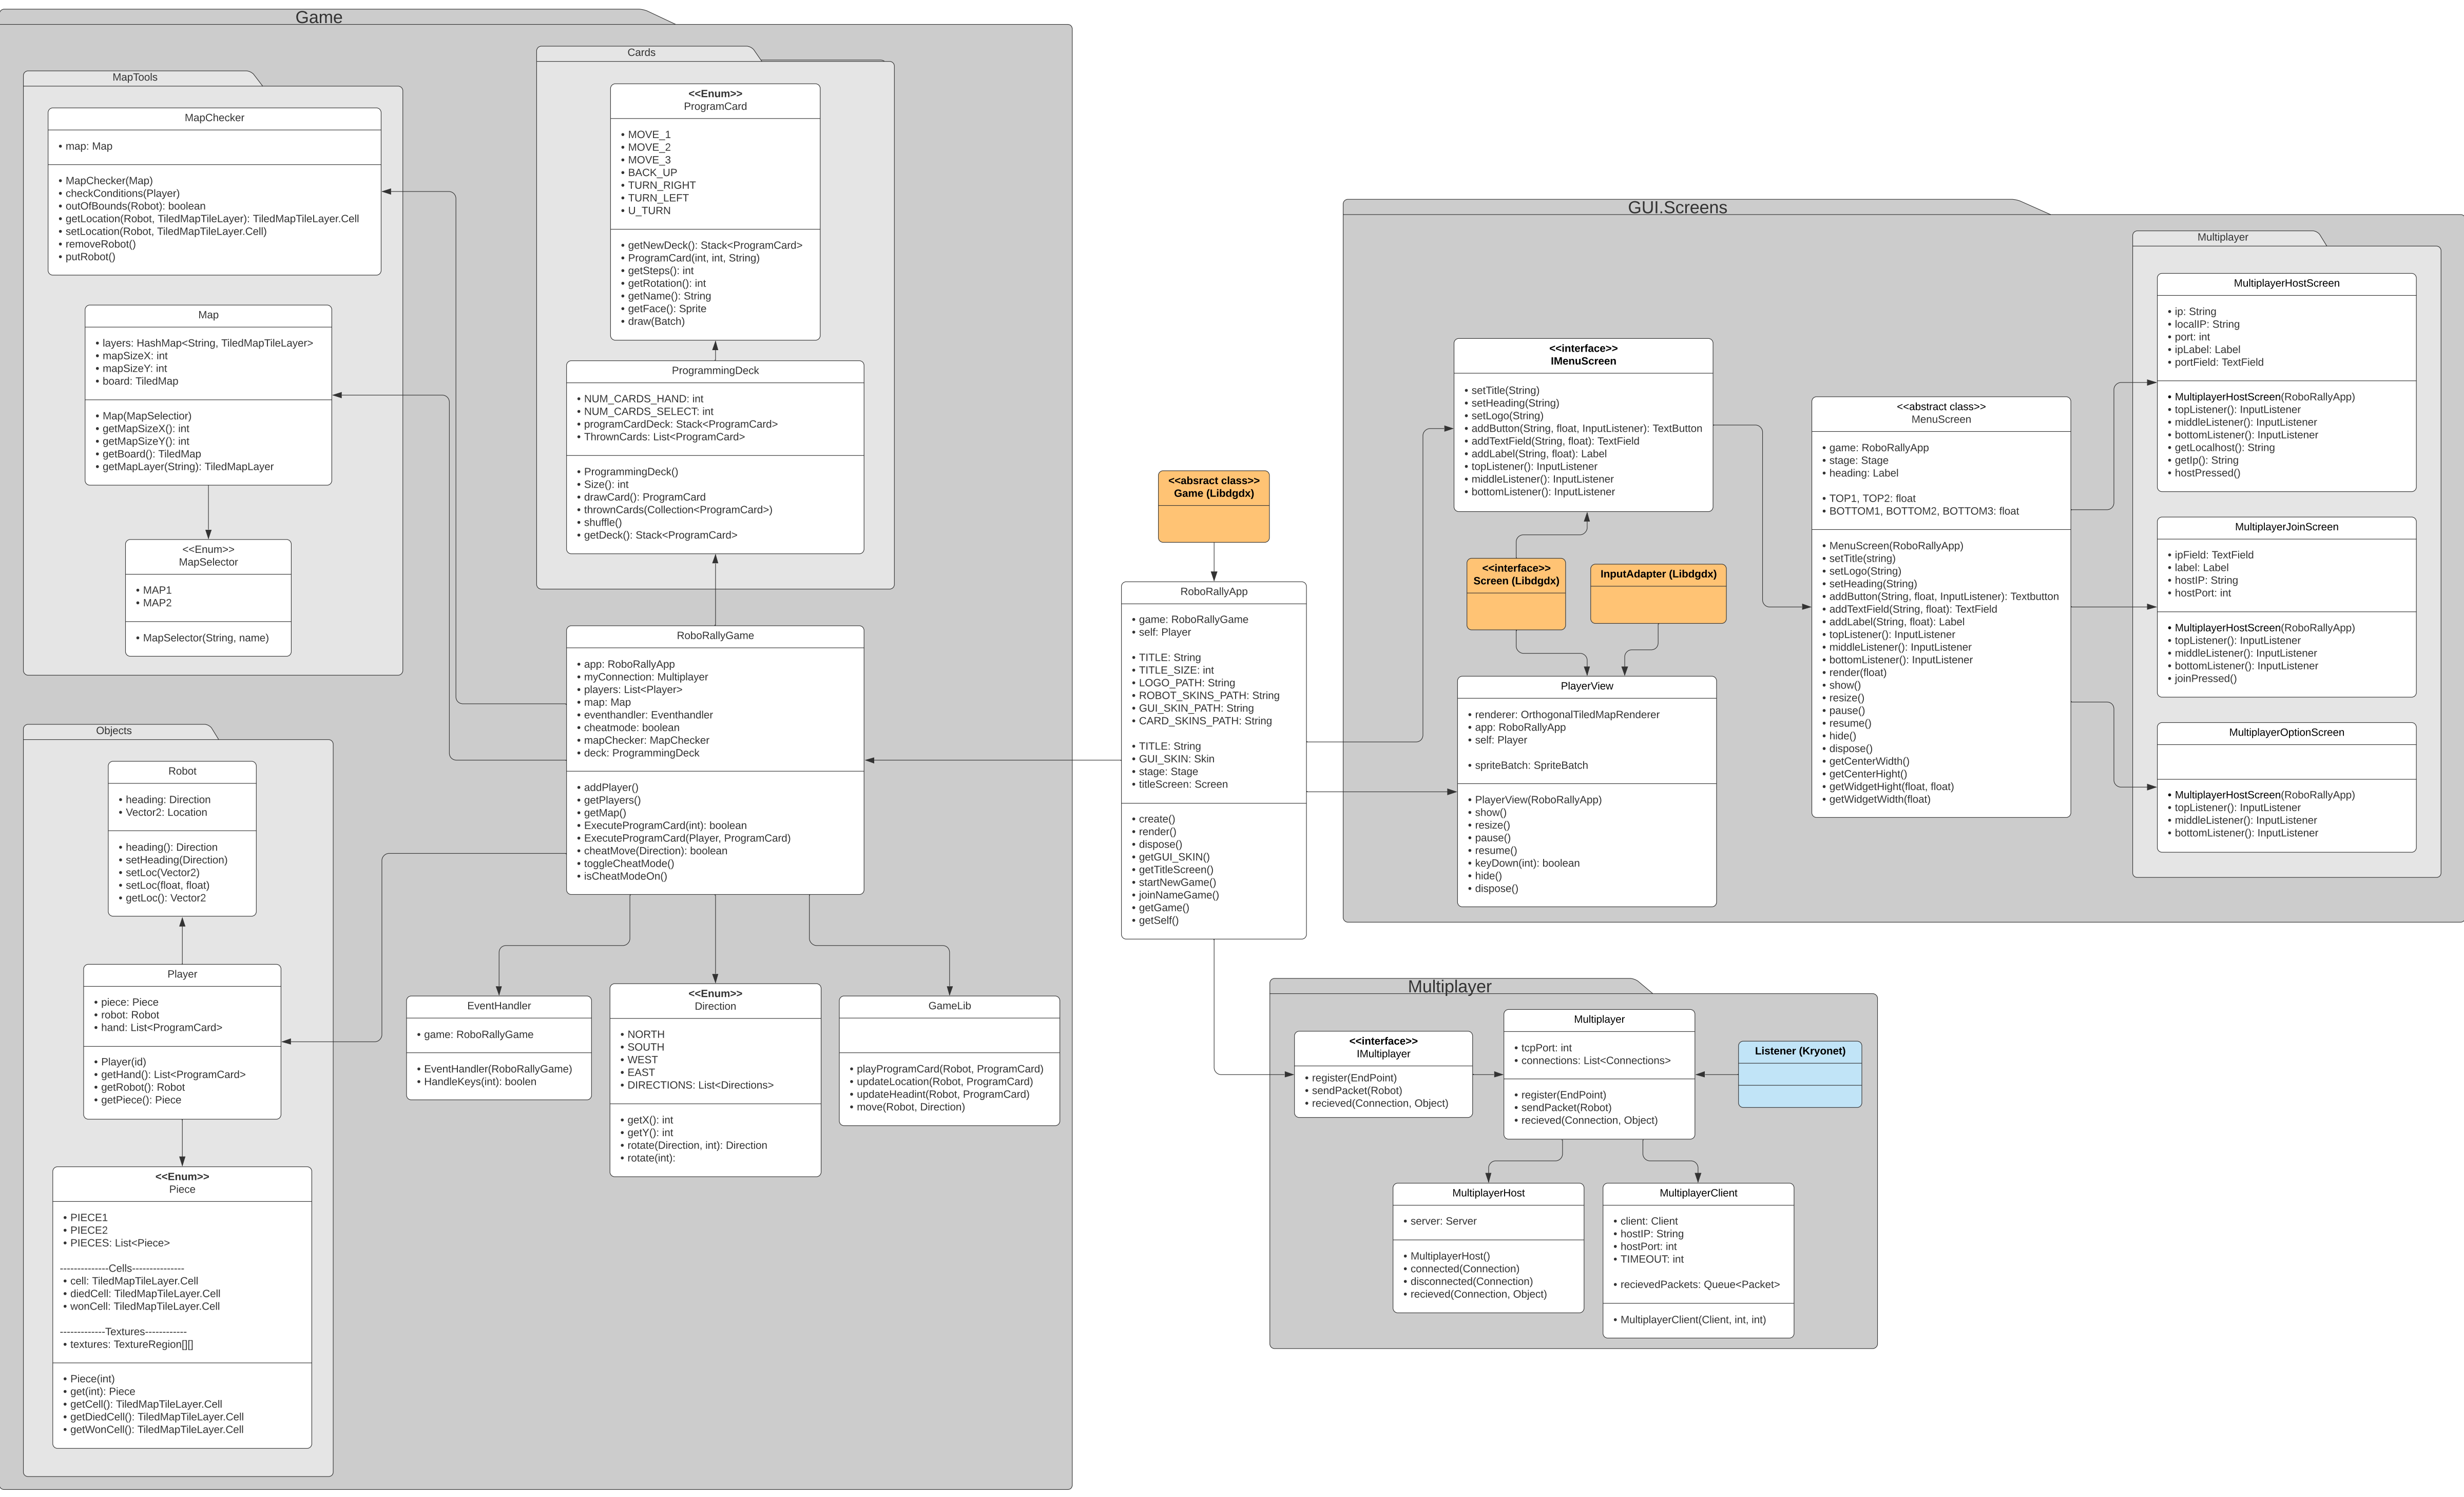 Game
MapTools
MapChecker
• map: Map
• MapChecker(Map)
• checkConditions(Player)
• outOfBounds(Robot): boolean
• getLocation(Robot, TiledMapTileLayer): TiledMapTileLayer.Cell
• setLocation(Robot, TiledMapTileLayer.Cell)
• removeRobot()
• putRobot()
Map
• layers: HashMap<String, TiledMapTileLayer>
• mapSizeX: int
• mapSizeY: int
• board: TiledMap
• Map(MapSelectior)
• getMapSizeX(): int
• getMapSizeY(): int
• getBoard(): TiledMap
• getMapLayer(String): TiledMapLayer
<<Enum>>
MapSelector
• MAP1
• MAP2
• MapSelector(String, name)
Cards
<<Enum>>
ProgramCard
• MOVE_1
• MOVE_2
• MOVE_3
• BACK_UP
• TURN_RIGHT
• TURN_LEFT
• U_TURN
• getNewDeck(): Stack<ProgramCard>
• ProgramCard(int, int, String)
• getSteps(): int
• getRotation(): int
• getName(): String
• getFace(): Sprite
• draw(Batch)
ProgrammingDeck
• NUM_CARDS_HAND: int
• NUM_CARDS_SELECT: int
• programCardDeck: Stack<ProgramCard>
• ThrownCards: List<ProgramCard>
• ProgrammingDeck()
• Size(): int
• drawCard(): ProgramCard
• thrownCards(Collection<ProgramCard>)
• shuffle()
• getDeck(): Stack<ProgramCard>
RoboRallyGame
• app: RoboRallyApp
• myConnection: Multiplayer
• players: List<Player>
• map: Map
• eventhandler: Eventhandler
• cheatmode: boolean
• mapChecker: MapChecker
• deck: ProgrammingDeck
• addPlayer()
• getPlayers()
• getMap()
• ExecuteProgramCard(int): boolean
• ExecuteProgramCard(Player, ProgramCard)
• cheatMove(Direction): boolean
• toggleCheatMode()
• isCheatModeOn()
Objects
Robot
• heading: Direction
• Vector2: Location
• heading(): Direction
• setHeading(Direction)
• setLoc(Vector2)
• setLoc(float, float)
• getLoc(): Vector2
Player
• piece: Piece
• robot: Robot
• hand: List<ProgramCard>
• Player(id)
• getHand(): List<ProgramCard>
• getRobot(): Robot
• getPiece(): Piece
<<Enum>>
Piece
• PIECE1
• PIECE2
• PIECES: List<Piece>
-------------Cells--------------
• cell: TiledMapTileLayer.Cell
• diedCell: TiledMapTileLayer.Cell
• wonCell: TiledMapTileLayer.Cell
------------Textures-----------
• textures: TextureRegion[][]
• Piece(int)
• get(int): Piece
• getCell(): TiledMapTileLayer.Cell
• getDiedCell(): TiledMapTileLayer.Cell
• getWonCell(): TiledMapTileLayer.Cell
EventHandler
• game: RoboRallyGame
• EventHandler(RoboRallyGame)
• HandleKeys(int): boolen
<<Enum>>
Direction
• NORTH
• SOUTH
• WEST
• EAST
• DIRECTIONS: List<Directions>
• getX(): int
• getY(): int
• rotate(Direction, int): Direction
• rotate(int):
GameLib
• playProgramCard(Robot, ProgramCard)
• updateLocation(Robot, ProgramCard)
• updateHeadint(Robot, ProgramCard)
• move(Robot, Direction)
<<absract class>>
Game (Libdgdx)
RoboRallyApp
• game: RoboRallyGame
• self: Player
• TITLE: String
• TITLE_SIZE: int
• LOGO_PATH: String
• ROBOT_SKINS_PATH: String
• GUI_SKIN_PATH: String
• CARD_SKINS_PATH: String
• TITLE: String
• GUI_SKIN: Skin
• stage: Stage
• titleScreen: Screen
• create()
• render()
• dispose()
• getGUI_SKIN()
• getTitleScreen()
• startNewGame()
• joinNameGame()
• getGame()
• getSelf()
GUI.Screens
<<interface>>
IMenuScreen
• setTitle(String)
• setHeading(String)
• setLogo(String)
• addButton(String, float, InputListener): TextButton
• addTextField(String, float): TextField
• addLabel(String, float): Label
• topListener(): InputListener
• middleListener(): InputListener
• bottomListener(): InputListener
<<interface>>
Screen (Libdgdx)
InputAdapter (Libdgdx)
PlayerView
• renderer: OrthogonalTiledMapRenderer
• app: RoboRallyApp
• self: Player
• spriteBatch: SpriteBatch
• PlayerView(RoboRallyApp)
• show()
• resize()
• pause()
• resume()
• keyDown(int): boolean
• hide()
• dispose()
<<abstract class>>
MenuScreen
• game: RoboRallyApp
• stage: Stage
• heading: Label
• TOP1, TOP2: float
• BOTTOM1, BOTTOM2, BOTTOM3: float
• MenuScreen(RoboRallyApp)
• setTitle(string)
• setLogo(String)
• setHeading(String)
• addButton(String, float, InputListener): Textbutton
• addTextField(String, float): TextField
• addLabel(String, float): Label
• topListener(): InputListener
• middleListener(): InputListener
• bottomListener(): InputListener
• render(float)
• show()
• resize()
• pause()
• resume()
• hide()
• dispose()
• getCenterWidth()
• getCenterHight()
• getWidgetHight(float, float)
• getWidgetWidth(float)
Multiplayer
MultiplayerHostScreen
• ip: String
• localIP: String
• port: int
• ipLabel: Label
• portField: TextField
• MultiplayerHostScreen(RoboRallyApp)
• topListener(): InputListener
• middleListener(): InputListener
• bottomListener(): InputListener
• getLocalhost(): String
• getIp(): String
• hostPressed()
MultiplayerJoinScreen
• ipField: TextField
• label: Label
• hostIP: String
• hostPort: int
• MultiplayerHostScreen(RoboRallyApp)
• topListener(): InputListener
• middleListener(): InputListener
• bottomListener(): InputListener
• joinPressed()
MultiplayerOptionScreen
• MultiplayerHostScreen(RoboRallyApp)
• topListener(): InputListener
• middleListener(): InputListener
• bottomListener(): InputListener
Multiplayer
<<interface>>
IMultiplayer
• register(EndPoint)
• sendPacket(Robot)
• recieved(Connection, Object)
Multiplayer
• tcpPort: int
• connections: List<Connections>
• register(EndPoint)
• sendPacket(Robot)
• recieved(Connection, Object)
Listener (Kryonet)
MultiplayerHost
• server: Server
• MultiplayerHost()
• connected(Connection)
• disconnected(Connection)
• recieved(Connection, Object)
MultiplayerClient
• client: Client
• hostIP: String
• hostPort: int
• TIMEOUT: int
• recievedPackets: Queue<Packet>
• MultiplayerClient(Client, int, int)